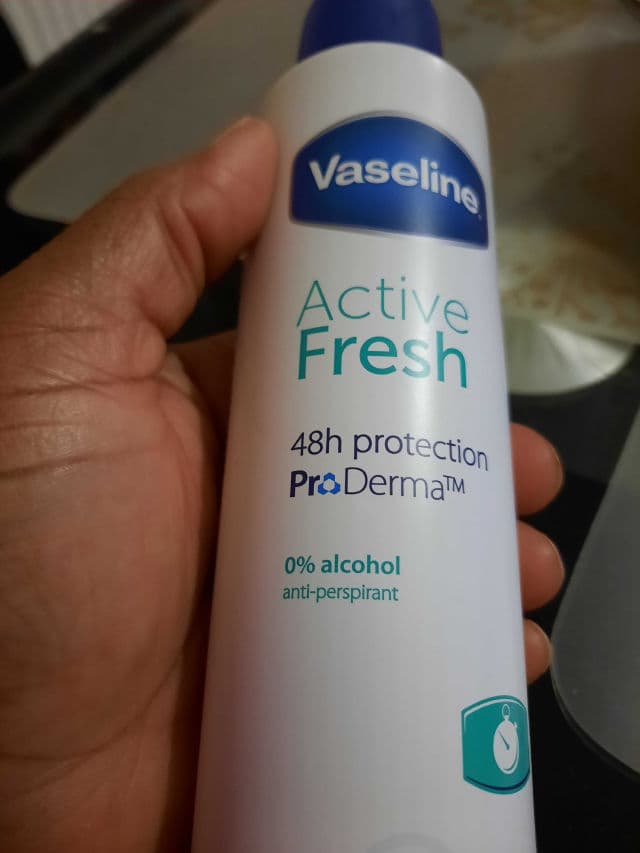 Vaseline
Active
Fresh
48h protection
ProDerma™
0% alcohol
anti-perspirant